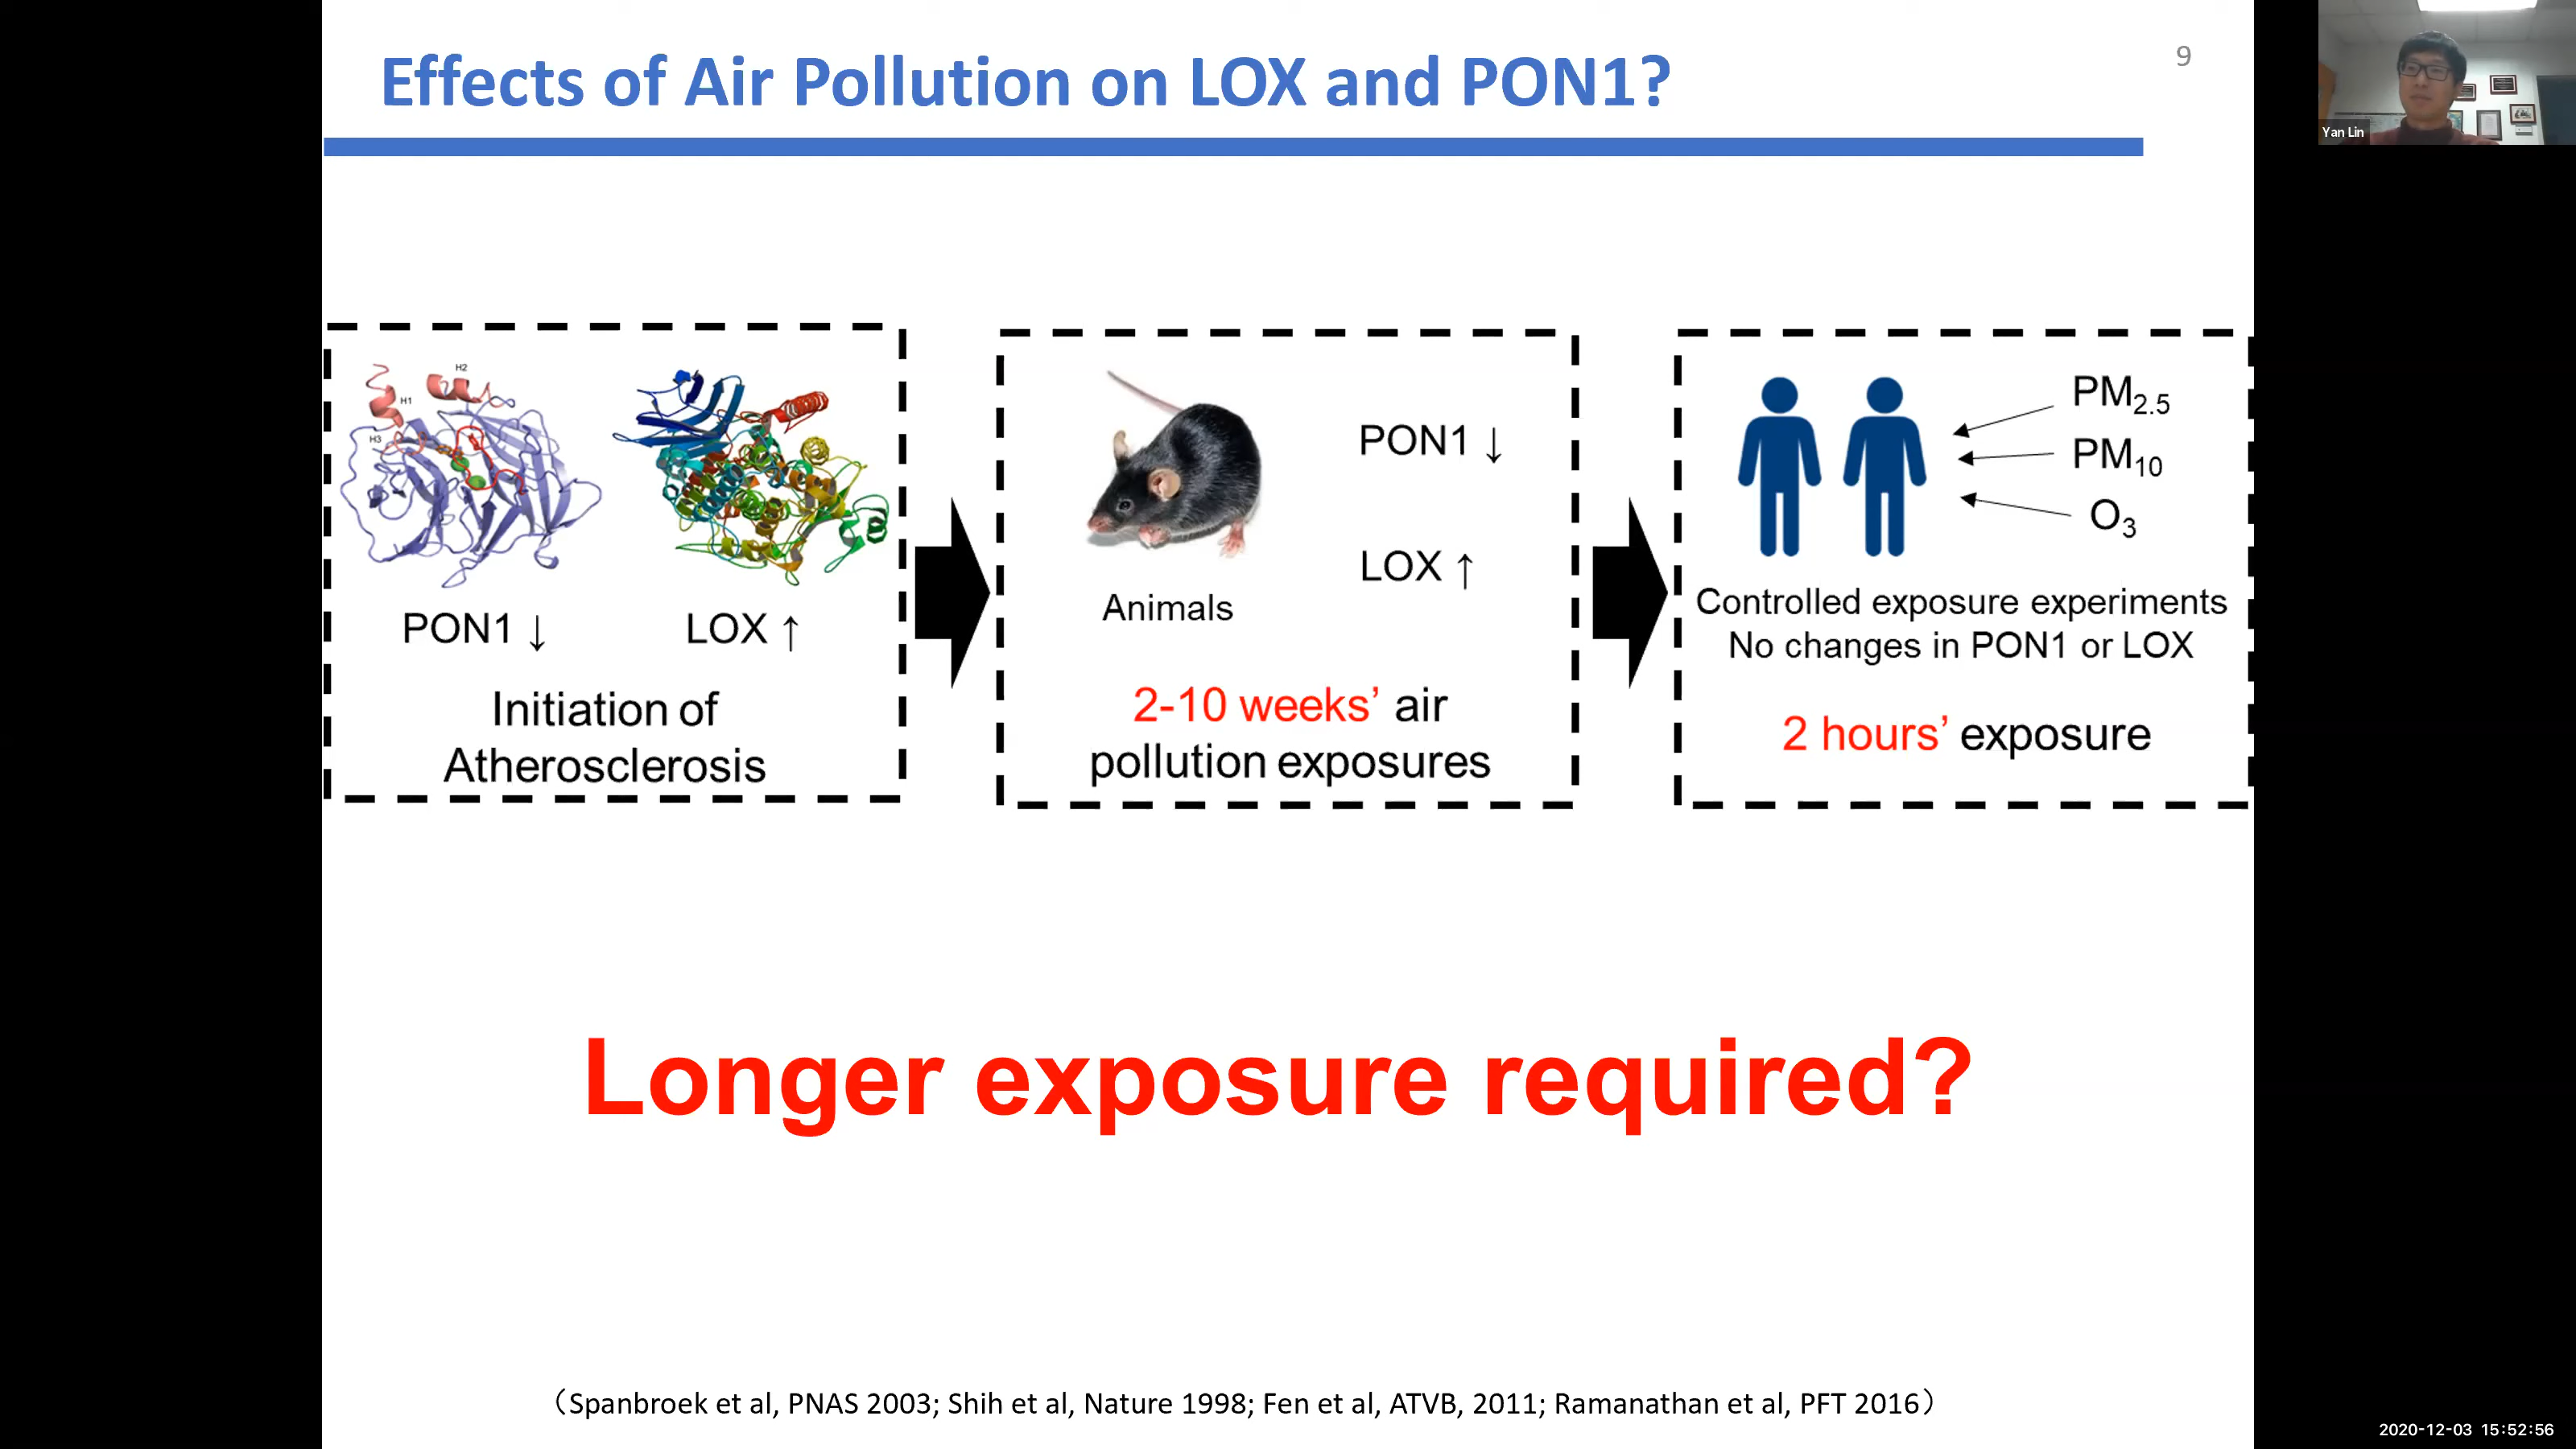 Effects of Air Pollution on LOX and PON1?
9
Yan Lin
H2
H1
H3
PON1 ↓
LOX ↑
Initiation of
Atherosclerosis
PON1 ↓
LOX ↑
Animals
2-10 weeks’ air
pollution exposures
PM2.5
PM10
O3
Controlled exposure experiments
No changes in PON1 or LOX
2 hours’ exposure
Longer exposure required?
（Spanbroek et al, PNAS 2003; Shih et al, Nature 1998; Fen et al, ATVB, 2011; Ramanathan et al, PFT 2016）
2020-12-03 15:52:56